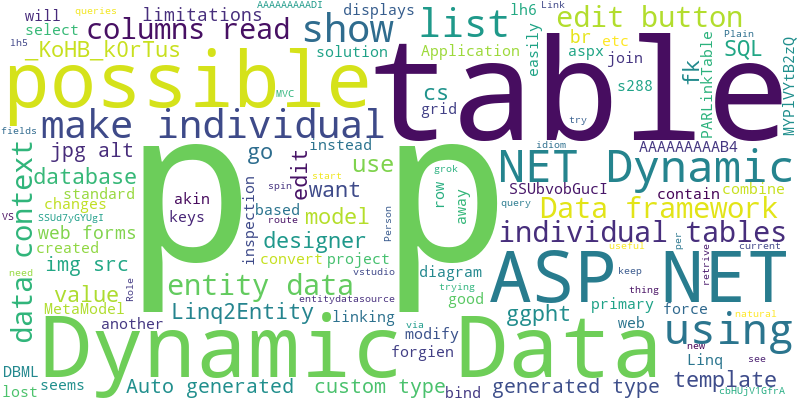 AAAAAAAAADI
displays
Link
lh6
queries
edit button
columns read
will
select
limitations
show
list
br
etc
Plain
SQL
lh5
_KoHB_kOrTus
solution
Application
easily
aspx
join
fk
possible
table
MVC
cs
s288
PARLinkTable
MYPlVYtB2zQ
grid
make individual
try
fields
instead
idiom
AAAAAAAAAB4
jpg alt
go
p p
NET Dynamic
database
edit
use
grok
start
context
standard
akin
spin
want
row
away
SSUbvobGucI
contain
combine
changes
keys
route
query
VS
SSUd7yGYUgI
based
model
Person
Data framework
web forms
inspection
individual tables
created
designer
data
img src
convert
project
vstudio
diagram
ASP NET
per
retrive
useful
current
see
need
entity data
trying
keep
value
Role
entitydatasource
good
thing
MetaModel
Linq2Entity
ggpht
primary
force
another
linking
modify
web
using
natural
Dynamic Data
forgien
via
Linq
new
DBML
seems
template
lost
Auto generated
custom type
bind
generated type
cbHUjV1GfrA